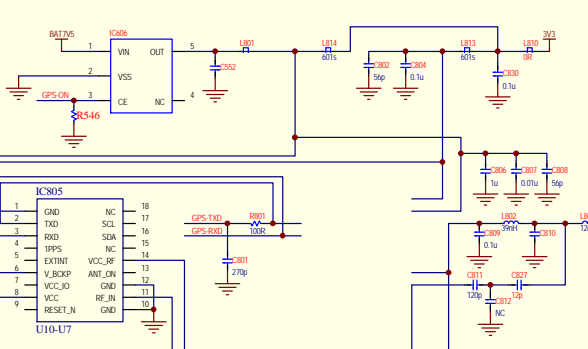 BAT7V5
IC606
1 VIN OUT 5
2 VSS
GPS-ON 3 CE NC 4
R546
C552
L801
L814
601s
C802
56p
C804
0.1u
L813
601s
L810
0R
3V3
C830
0.1u
C806
1u
C807
0.01u
C808
56p
IC805
1 GND NC 18
2 TXD SCL 17
3 RXD SDA 16
4 1PPS NC 15
5 EXTINT VCC_RF 14
6 V_BCKP ANT_ON 13
7 VCC_IO GND 12
8 VCC RF_IN 11
9 RESET_N GND 10
U10-U7
GPS-TXD
GPS-RXD
R801
100R
C801
270p
L802
39nH
C809
0.1u
C810
C811
120p
C827
12p
C812
NC